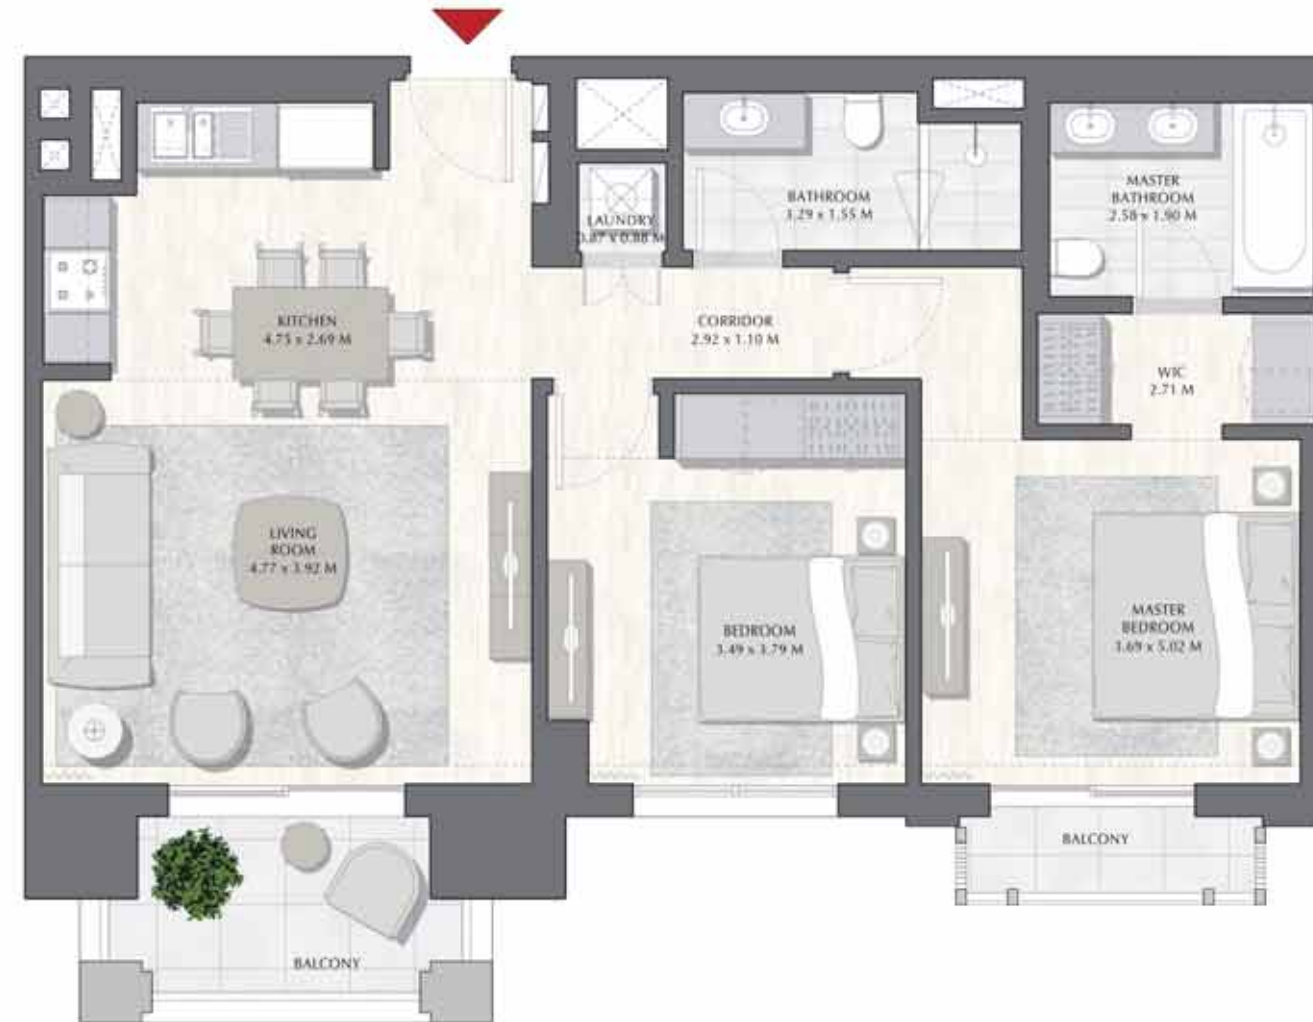 BATHROOM
3.29 x 1.55 M
MASTER
BATHROOM
2.58 x 1.90 M
LAUNDRY
0.87 x 0.88 M
KITCHEN
4.75 x 2.69 M
CORRIDOR
2.92 x 1.10 M
WIC
2.71 M
LIVING
ROOM
4.77 x 3.92 M
BEDROOM
3.49 x 3.79 M
MASTER
BEDROOM
3.69 x 5.02 M
BALCONY
BALCONY